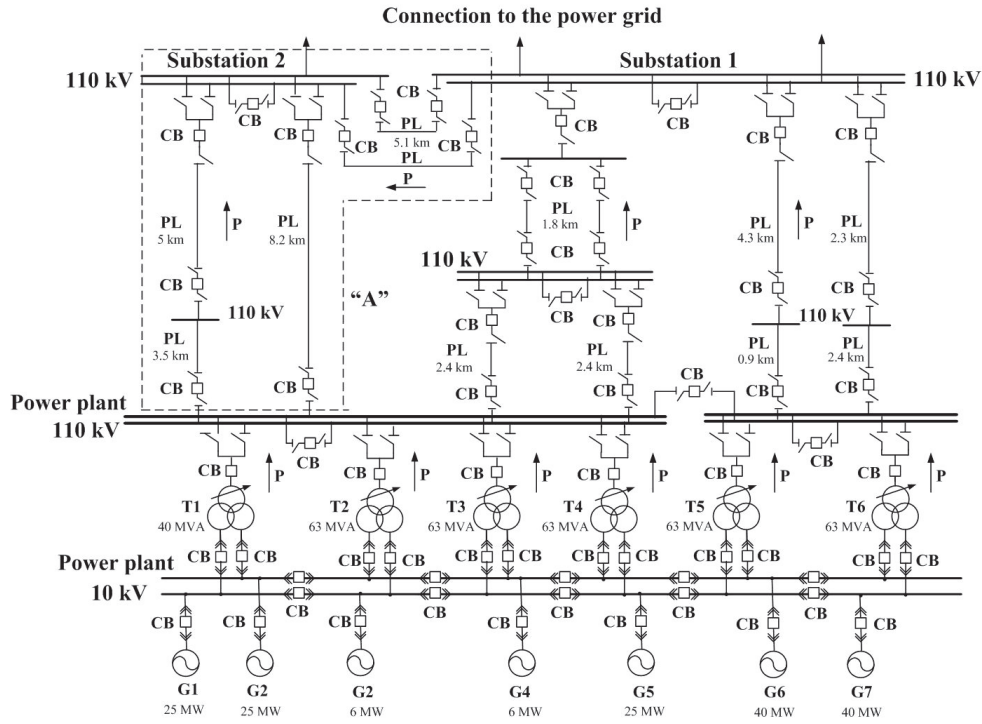 Connection to the power grid
Substation 2
Substation 1
110 kV
110 kV
CB
CB
CB
CB
CB
CB
CB
CB
CB
CB
PL
5.1 km
PL
P
CB
PL
5 km
P
PL
8.2 km
PL
1.8 km
P
PL
4.3 km
P
PL
2.3 km
CB
110 kV
CB
“A”
CB
CB
CB
CB
CB
110 kV
110 kV
PL
3.5 km
PL
2.4 km
PL
2.4 km
PL
0.9 km
PL
2.4 km
CB
CB
CB
CB
CB
CB
CB
Power plant
110 kV
CB
CB
CB
CB
CB
CB
CB
CB
P
P
P
P
P
T1
40 MVA
T2
63 MVA
T3
63 MVA
T4
63 MVA
T5
63 MVA
T6
63 MVA
CB
CB
CB
CB
CB
CB
CB
CB
CB
CB
CB
CB
Power plant
10 kV
CB
CB
CB
CB
CB
CB
CB
CB
CB
CB
CB
CB
G1
25 MW
G2
25 MW
G2
6 MW
G4
6 MW
G5
25 MW
G6
40 MW
G7
40 MW